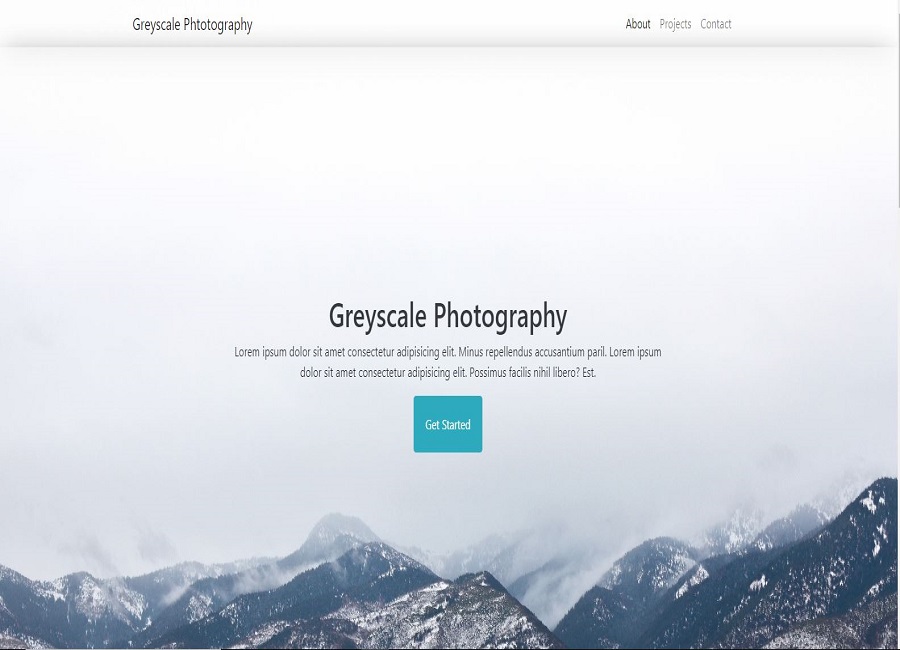 Greyscale Phtotography
About Projects Contact
Greyscale Photography
Lorem ipsum dolor sit amet consectetur adipisicing elit. Minus repellendus accusantium paril. Lorem ipsum
dolor sit amet consectetur adipisicing elit. Possimus facilis nihil libero? Est.
Get Started